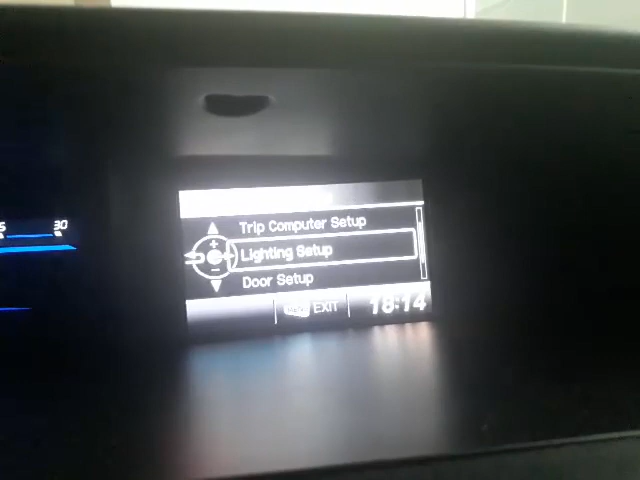 30
Trip Computer Setup
+
Lighting Setup
-
Door Setup
EXIT
18:14